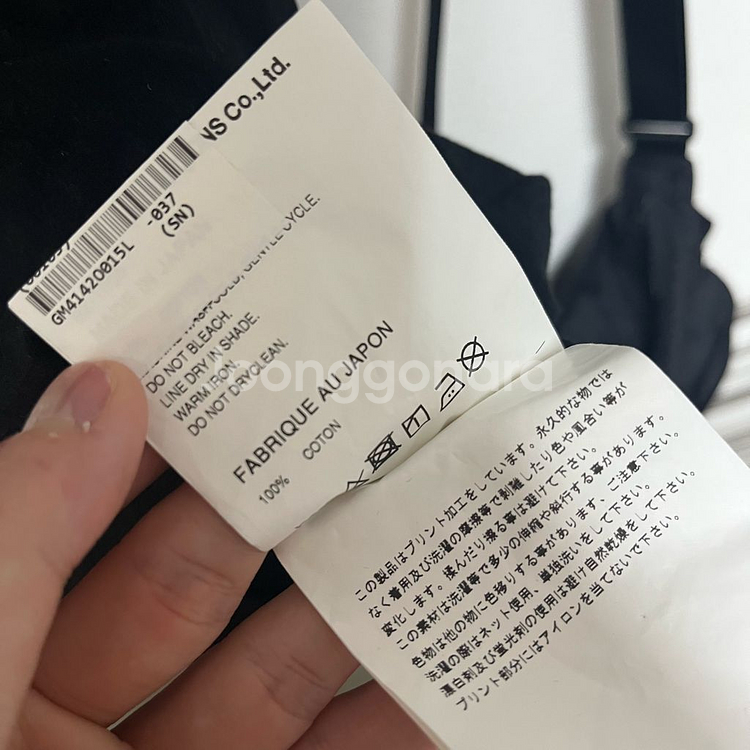 NS Co.,Ltd.
GM4142O015L -037
(SN)
COLD, GENTLE CYCLE.
DO NOT BLEACH.
LINE DRY IN SHADE.
WARM IRON.
DO NOT DRYCLEAN.
FABRIQUE AU JAPON
100% COTTON
joonggonara
この製品はプリント加工をしています。永久的な物では
なく着用及び洗濯の摩擦等で剥離したり色や風合い等が
変化します。揉んだり擦る事は避けて下さい。
この素材は洗濯等で多少の伸縮や斜行する事があります。
色物は他の物に色移りする事があります、ご注意下さい。
洗濯の際はネット使用、単独洗いをして下さい。
漂白剤及び蛍光剤の使用は避け自然乾燥をして下さい。
プリント部分にはアイロンを当てないで下さい。